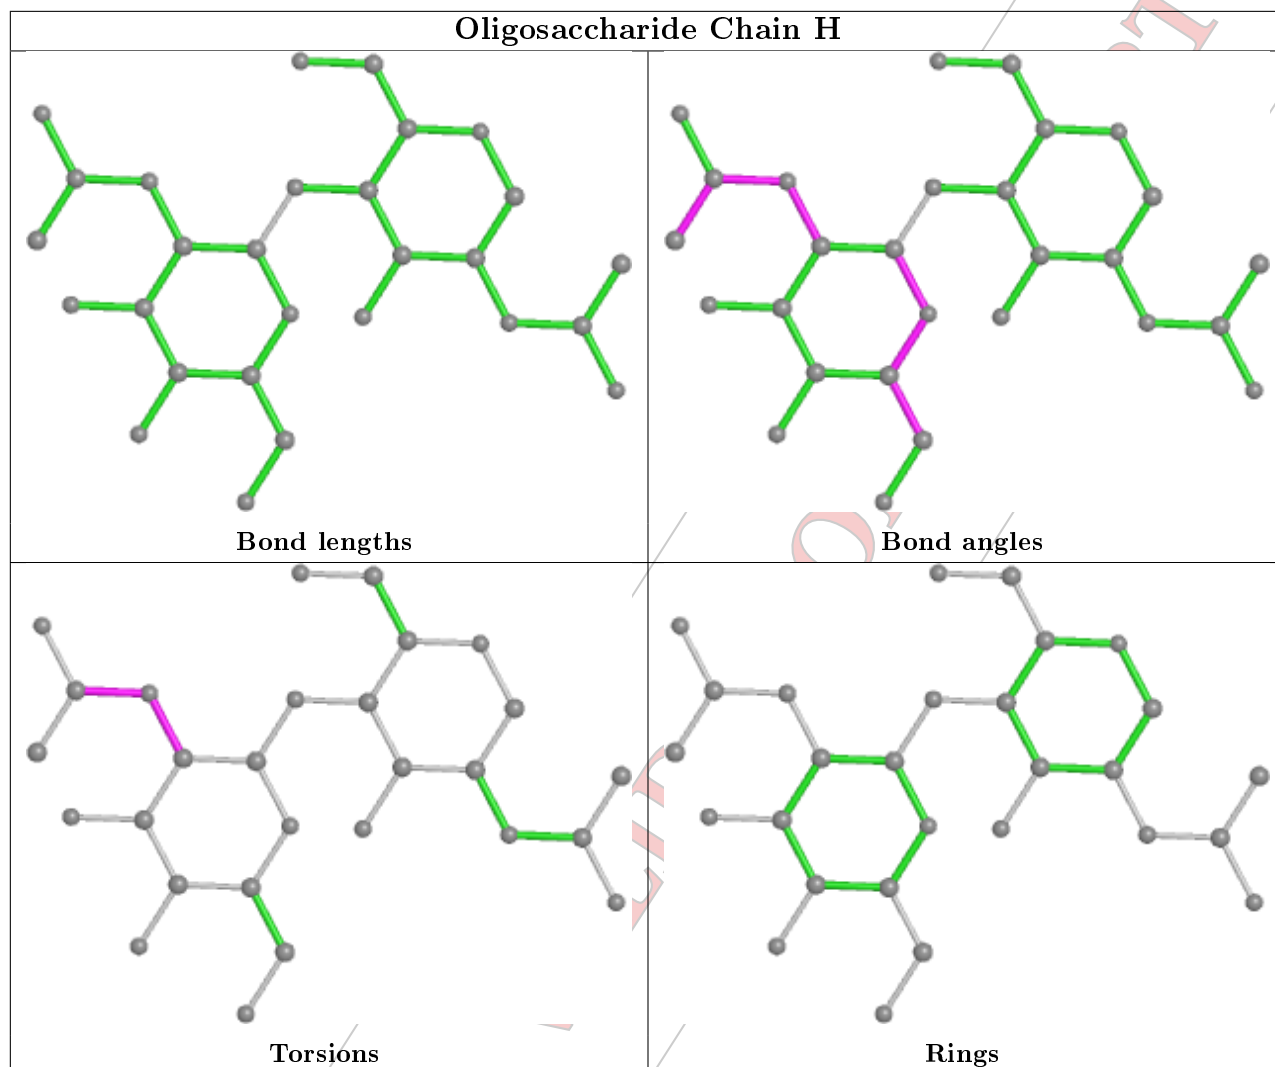 Oligosaccharide Chain H
Bond lengths
Bond angles
Torsions
Rings